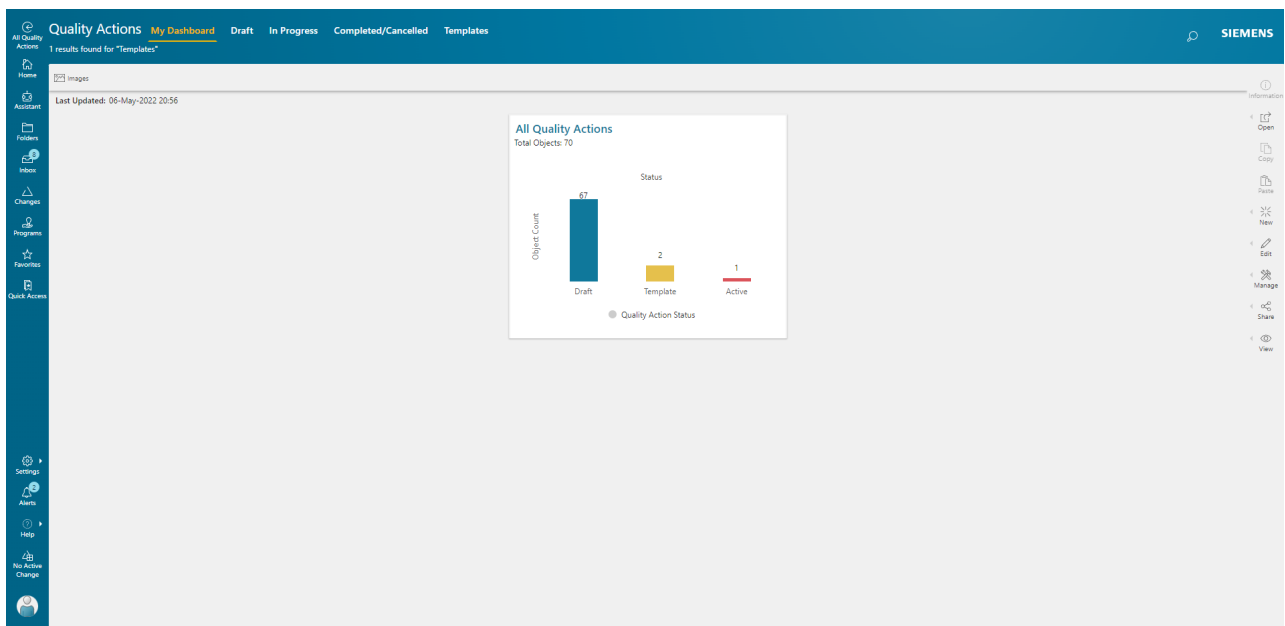 All Quality
Actions
Home
Assistant
Folders
8
Inbox
Changes
Programs
Favorites
Quick Access
Settings
2
Alerts
Help
No Active
Change
Quality Actions My Dashboard Draft In Progress Completed/Cancelled Templates
1 results found for "Templates"
SIEMENS
Images
Last Updated: 06-May-2022 20:56
All Quality Actions
Total Objects: 70
Status
Object Count
67
2
1
Draft Template Active
Quality Action Status
Information
Open
Copy
Paste
New
Edit
Manage
Share
View